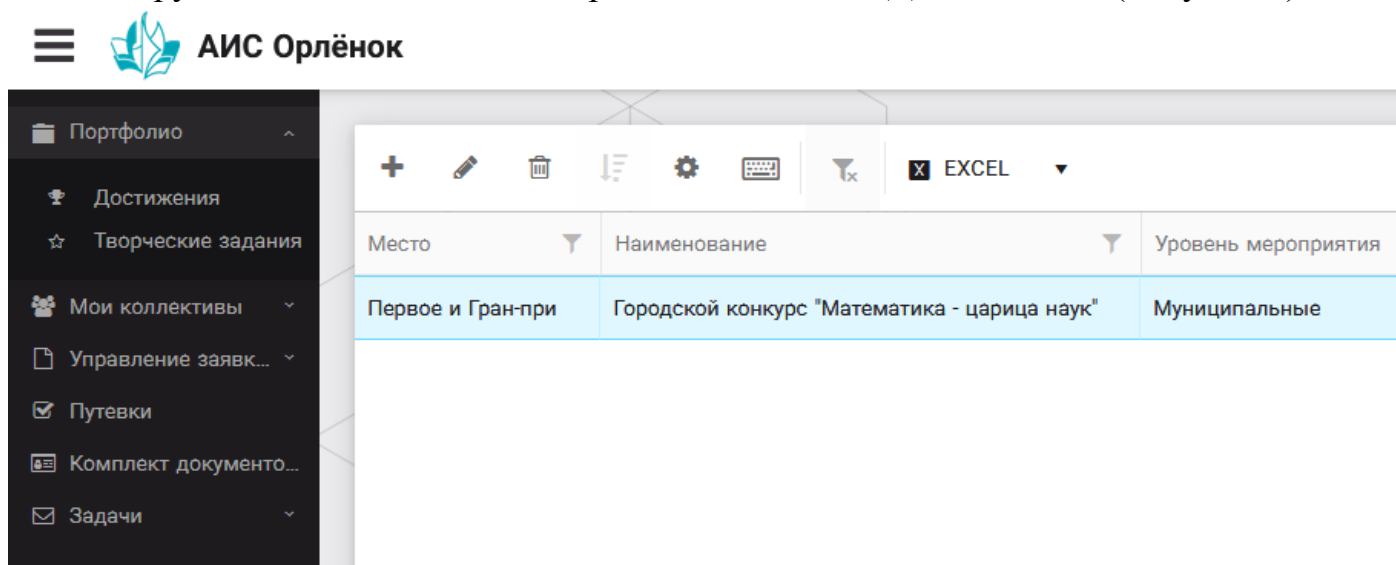 АИС Орлёнок
Портфолио
Достижения
Творческие задания
Мои коллективы
Управление заявк...
Путевки
Комплект документо...
Задачи
X EXCEL
Место Наименование Уровень мероприятия
Первое и Гран-при Городской конкурс "Математика - царица наук" Муниципальные